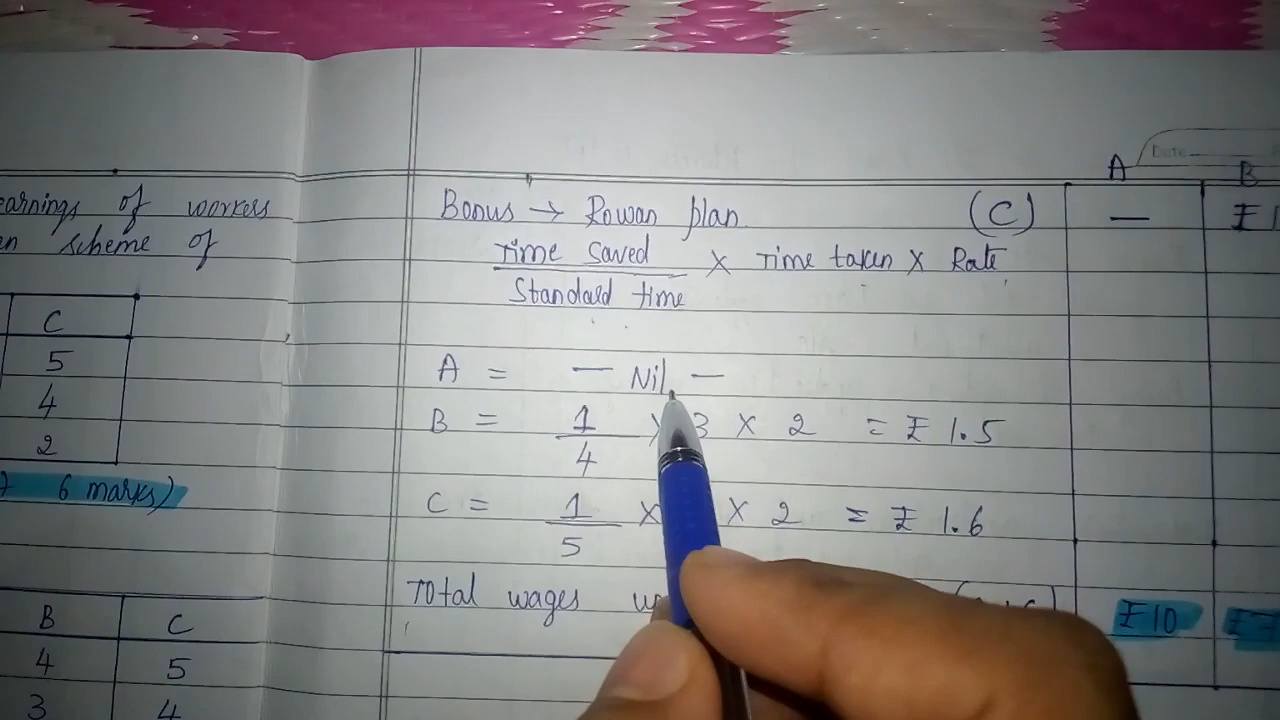 earnings of workers
scheme of
C
5
4
2
6 marks)
B C
4 5
3 4
Date
A B
Bonus → Rowan plan (C) —
Time Saved × Time taken × Rate
Standard time
A = — Nil —
B = 1/4 × 3 × 2 = ₹ 1.5
C = 1/5 × × 2 = ₹ 1.6
Total wages ₹10